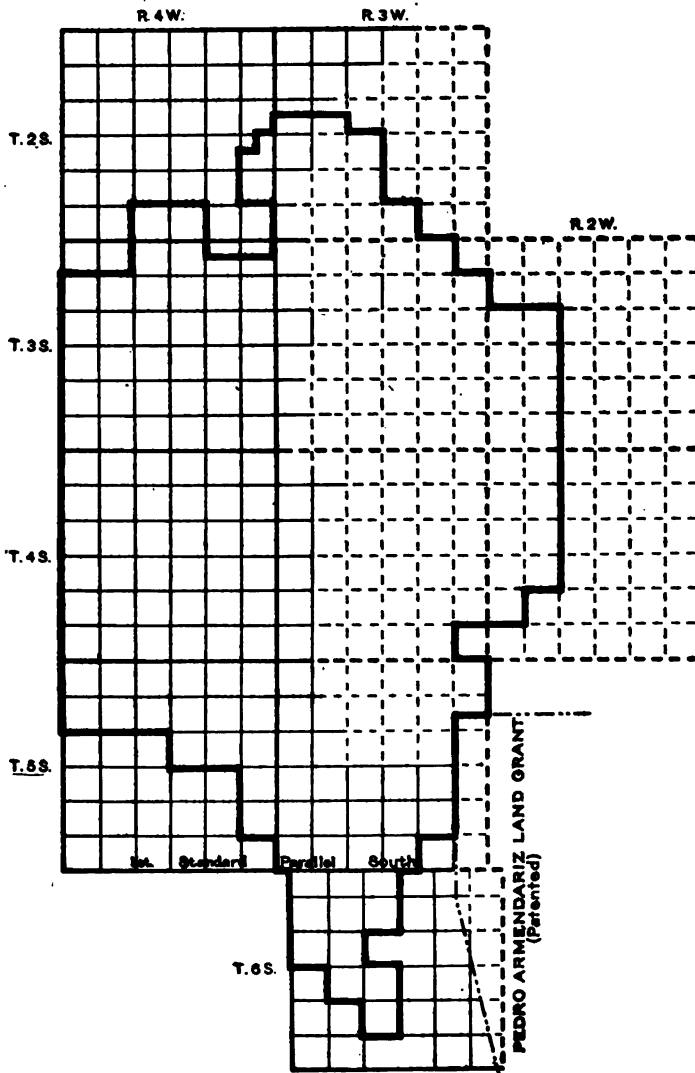 R.4W.
R.3W.
T.2S.
R.2W.
T.3S.
T.4S.
T.5S.
1st. Standard Parallel South
T.6S.
PEDRO ARMENDARIZ LAND GRANT
(Patented)